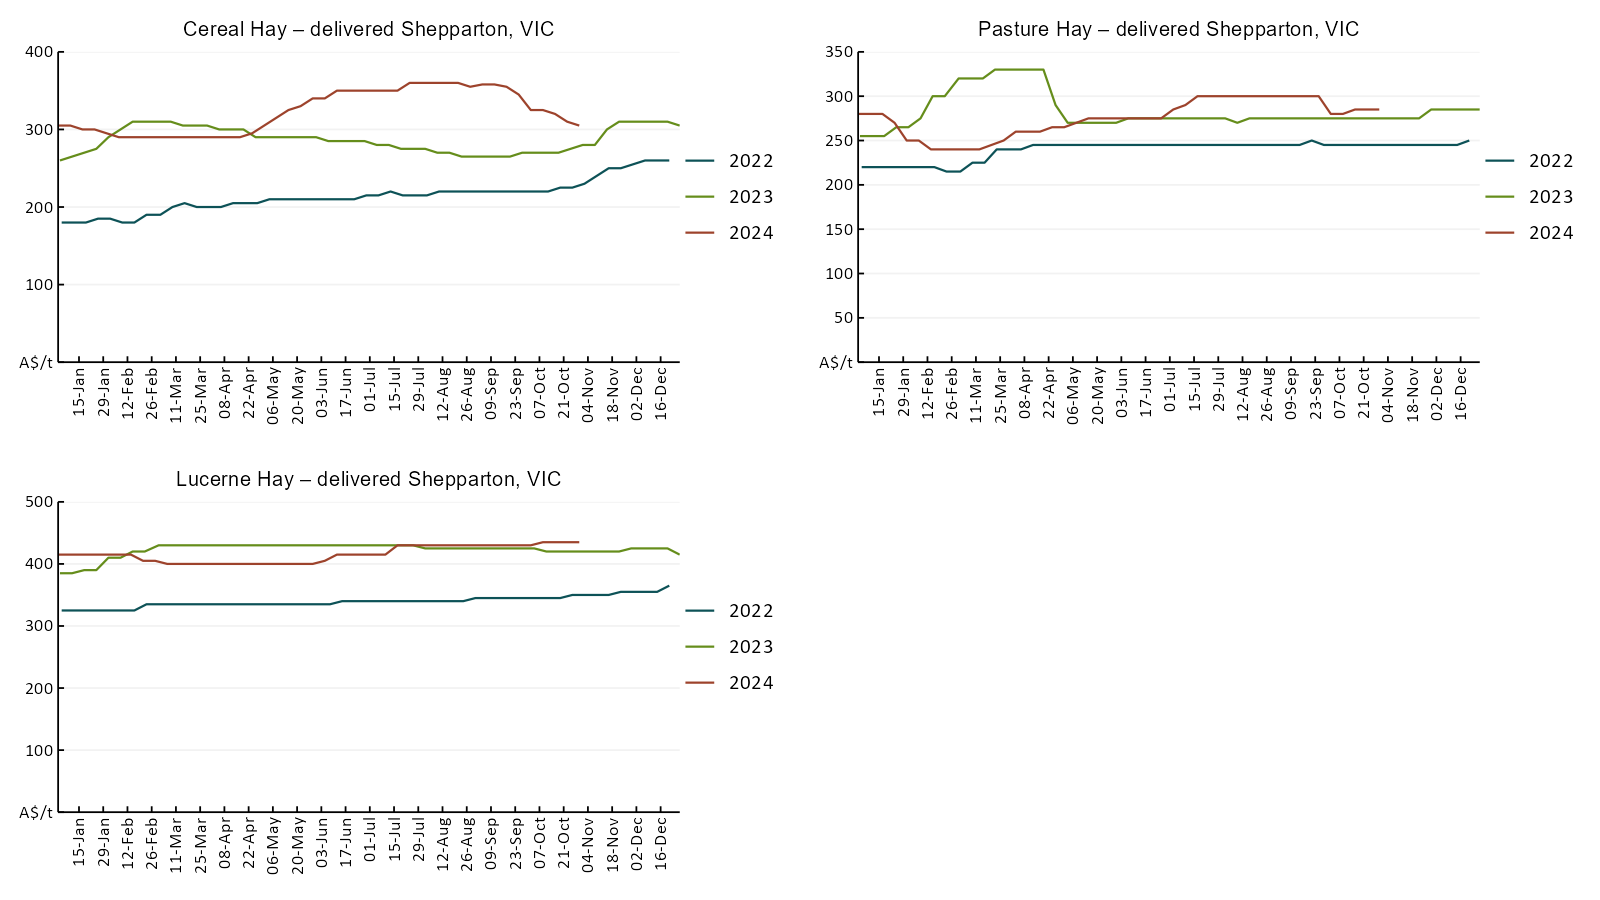 Cereal Hay – delivered Shepparton, VIC
400
300
200
100
A$/t
15-Jan
29-Jan
12-Feb
26-Feb
11-Mar
25-Mar
08-Apr
22-Apr
06-May
20-May
03-Jun
17-Jun
01-Jul
15-Jul
29-Jul
12-Aug
26-Aug
09-Sep
23-Sep
07-Oct
21-Oct
04-Nov
18-Nov
02-Dec
16-Dec
2022
2023
2024
Pasture Hay – delivered Shepparton, VIC
350
300
250
200
150
100
50
A$/t
15-Jan
29-Jan
12-Feb
26-Feb
11-Mar
25-Mar
08-Apr
22-Apr
06-May
20-May
03-Jun
17-Jun
01-Jul
15-Jul
29-Jul
12-Aug
26-Aug
09-Sep
23-Sep
07-Oct
21-Oct
04-Nov
18-Nov
02-Dec
16-Dec
2022
2023
2024
Lucerne Hay – delivered Shepparton, VIC
500
400
300
200
100
A$/t
15-Jan
29-Jan
12-Feb
26-Feb
11-Mar
25-Mar
08-Apr
22-Apr
06-May
20-May
03-Jun
17-Jun
01-Jul
15-Jul
29-Jul
12-Aug
26-Aug
09-Sep
23-Sep
07-Oct
21-Oct
04-Nov
18-Nov
02-Dec
16-Dec
2022
2023
2024